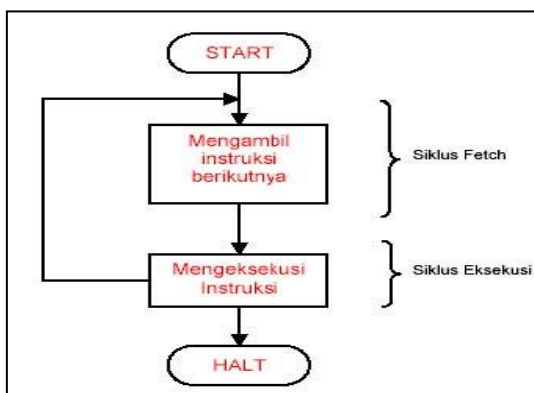 START
Mengambil
instruksi
berikutnya
Siklus Fetch
Mengeksekusi
Instruksi
Siklus Eksekusi
HALT